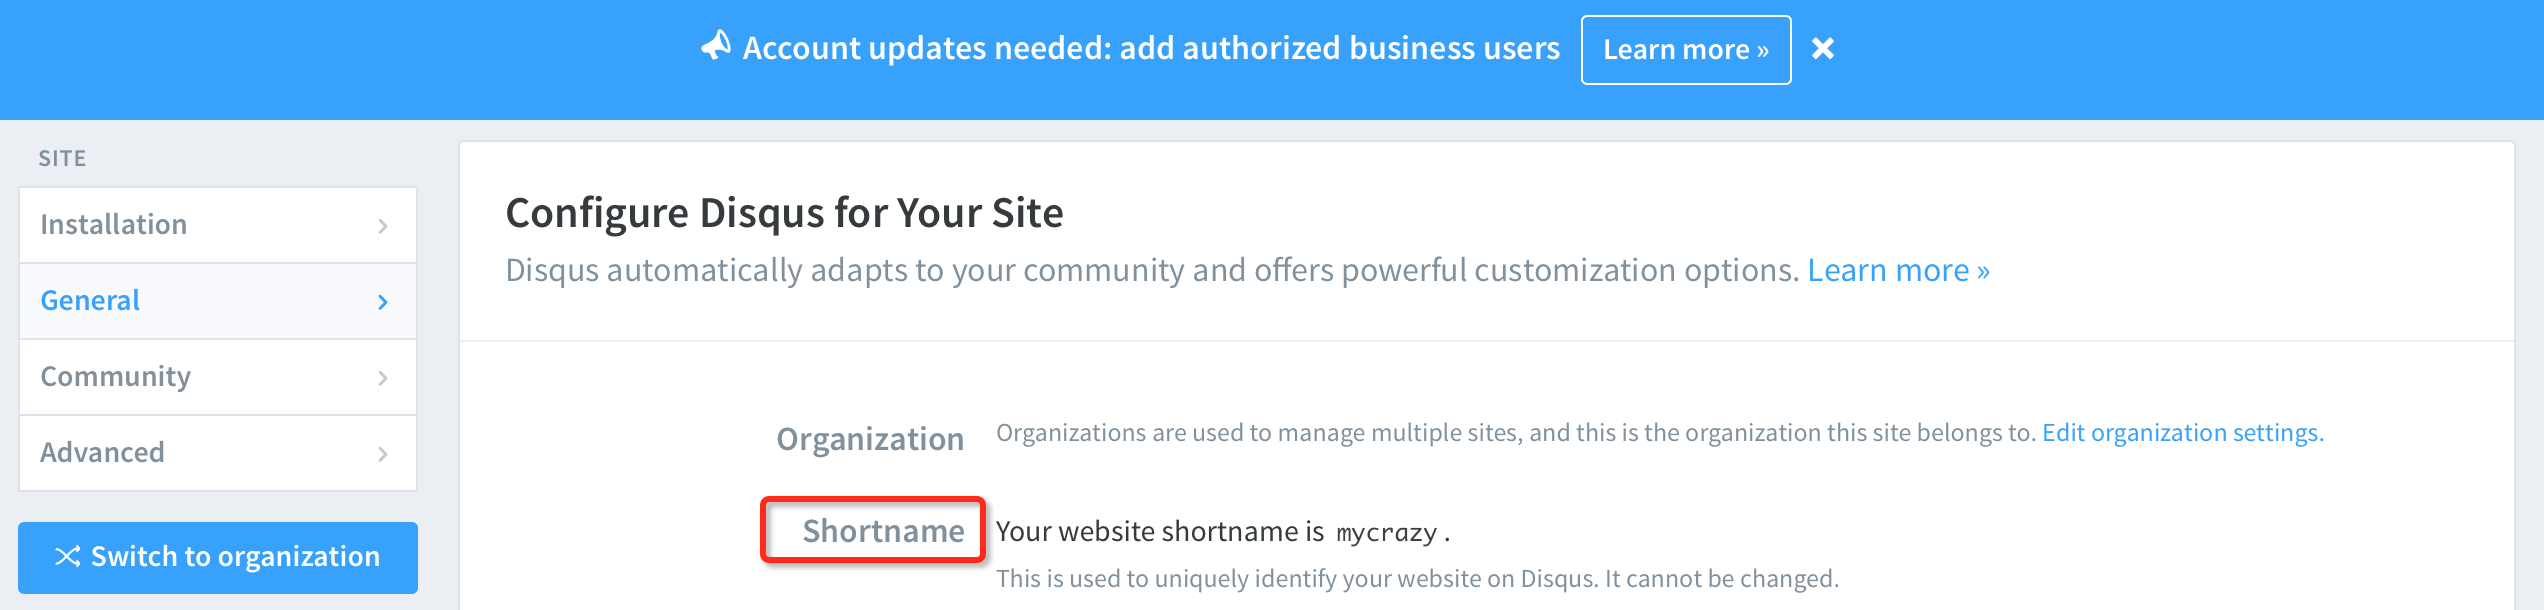 Account updates needed: add authorized business users Learn more »
SITE
Installation
General
Community
Advanced
Switch to organization
Configure Disqus for Your Site
Disqus automatically adapts to your community and offers powerful customization options. Learn more »
Organization Organizations are used to manage multiple sites, and this is the organization this site belongs to. Edit organization settings.
Shortname Your website shortname is mycrazy.
This is used to uniquely identify your website on Disqus. It cannot be changed.